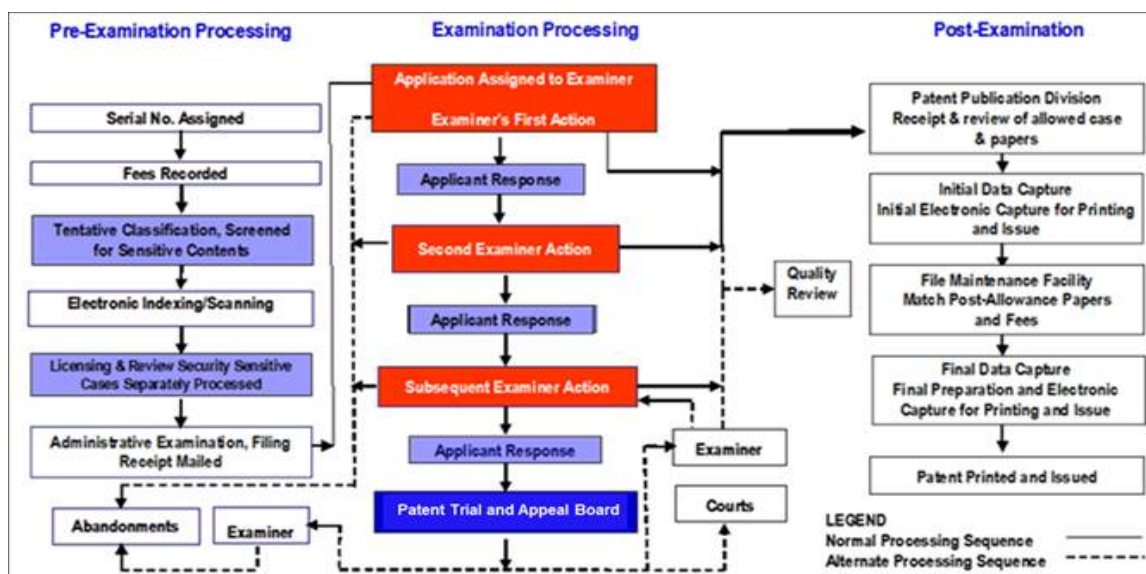 Pre-Examination Processing
Serial No. Assigned
Fees Recorded
Tentative Classification, Screened
for Sensitive Contents
Electronic Indexing/Scanning
Licensing & Review Security Sensitive
Cases Separately Processed
Administrative Examination, Filing
Receipt Mailed
Abandonments
Examiner
Examination Processing
Application Assigned to Examiner
Examiner's First Action
Applicant Response
Second Examiner Action
Applicant Response
Subsequent Examiner Action
Applicant Response
Patent Trial and Appeal Board
Quality
Review
Examiner
Courts
Post-Examination
Patent Publication Division
Receipt & review of allowed case
& papers
Initial Data Capture
Initial Electronic Capture for Printing
and Issue
File Maintenance Facility
Match Post-Allowance Papers
and Fees
Final Data Capture
Final Preparation and Electronic
Capture for Printing and Issue
Patent Printed and Issued
LEGEND
Normal Processing Sequence
Alternate Processing Sequence